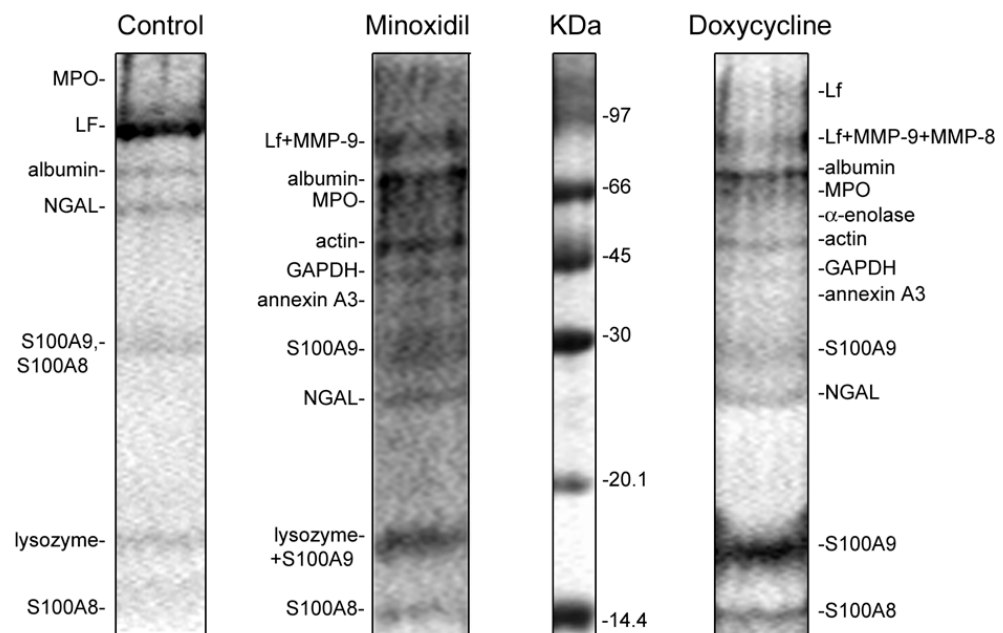 Control
MPO-
LF-
albumin-
NGAL-
S100A9,-
S100A8
lysozyme-
S100A8-
Minoxidil
Lf+MMP-9-
albumin-
MPO-
actin-
GAPDH-
annexin A3-
S100A9-
NGAL-
lysozyme-
+S100A9
S100A8-
KDa
-97
-66
-45
-30
-20.1
-14.4
Doxycycline
-Lf
-Lf+MMP-9+MMP-8
-albumin
-MPO
-α-enolase
-actin
-GAPDH
-annexin A3
-S100A9
-NGAL
-S100A9
-S100A8